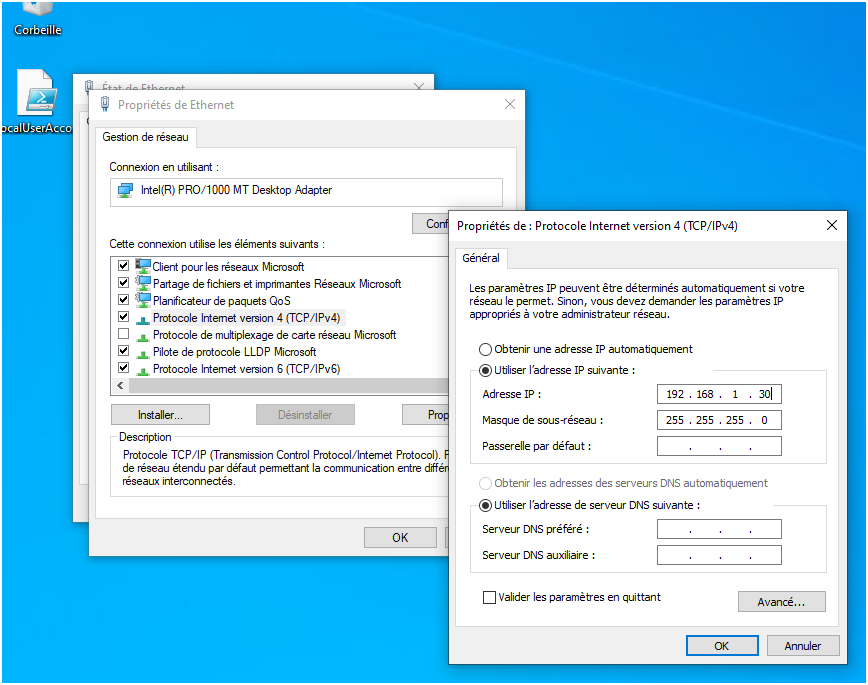 Corbeille
ocalUserAcco
État de Ethernet
Propriétés de Ethernet
Gestion de réseau
Connexion en utilisant :
Intel(R) PRO/1000 MT Desktop Adapter
Conf
Cette connexion utilise les éléments suivants :
Client pour les réseaux Microsoft
Partage de fichiers et imprimantes Réseaux Microsoft
Planificateur de paquets QoS
Protocole Internet version 4 (TCP/IPv4)
Protocole de multiplexage de carte réseau Microsoft
Pilote de protocole LLDP Microsoft
Protocole Internet version 6 (TCP/IPv6)
Installer...
Désinstaller
Prop
Description
Protocole TCP/IP (Transmission Control Protocol/Internet Protocol). P
de réseau étendu par défaut permettant la communication entre différ
réseaux interconnectés.
OK
Propriétés de : Protocole Internet version 4 (TCP/IPv4)
Général
Les paramètres IP peuvent être déterminés automatiquement si votre
réseau le permet. Sinon, vous devez demander les paramètres IP
appropriés à votre administrateur réseau.
Obtenir une adresse IP automatiquement
Utiliser l'adresse IP suivante :
Adresse IP : 192 . 168 . 1 . 30
Masque de sous-réseau : 255 . 255 . 255 . 0
Passerelle par défaut : . . .
Obtenir les adresses des serveurs DNS automatiquement
Utiliser l'adresse de serveur DNS suivante :
Serveur DNS préféré : . . .
Serveur DNS auxiliaire : . . .
Valider les paramètres en quittant
Avancé...
OK
Annuler